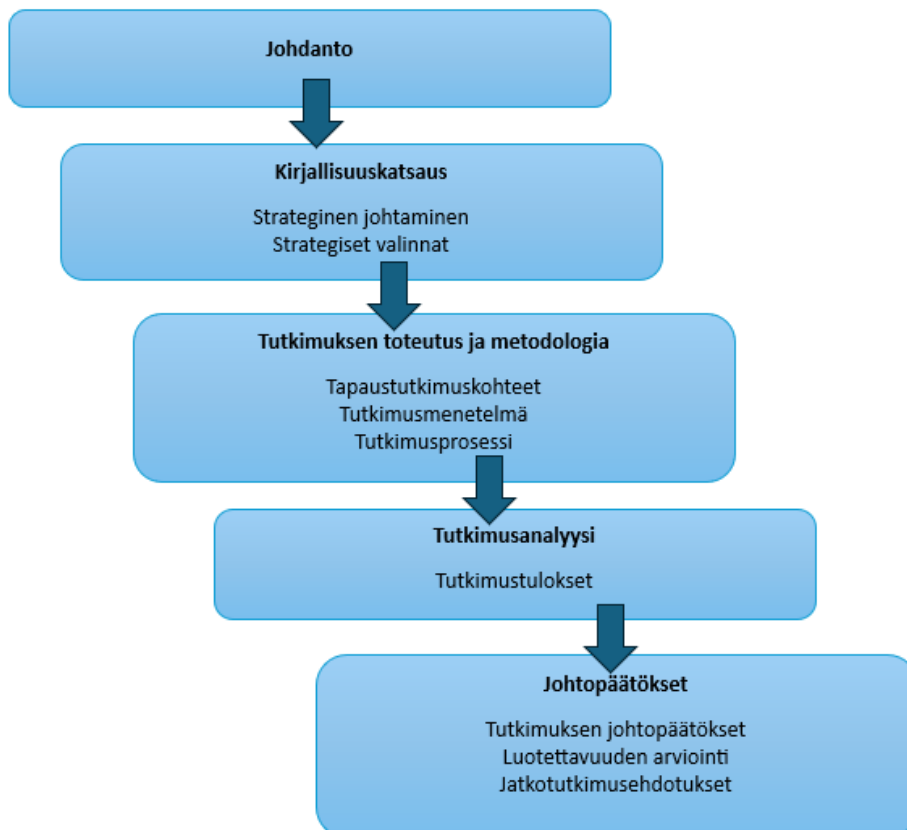 Johdanto
Kirjallisuuskatsaus
Strateginen johtaminen
Strategiset valinnat
Tutkimuksen toteutus ja metodologia
Tapaustutkimuskohteet
Tutkimusmenetelmä
Tutkimusprosessi
Tutkimusanalyysi
Tutkimustulokset
Johtopäätökset
Tutkimuksen johtopäätökset
Luotettavuuden arviointi
Jatkotutkimusehdotukset